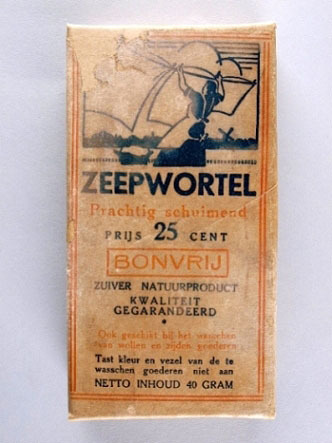 ZEEPWORTEL
Prachtig schuimend
PRIJS 25 CENT
BONVRIJ
ZUIVER NATUURPRODUCT
KWALITEIT
GEGARANDEERD
Ook geschikt bij het wasschen
van wollen en zijden goederen
Tast kleur en vezel van de te
wasschen goederen niet aan
NETTO INHOUD 40 GRAM